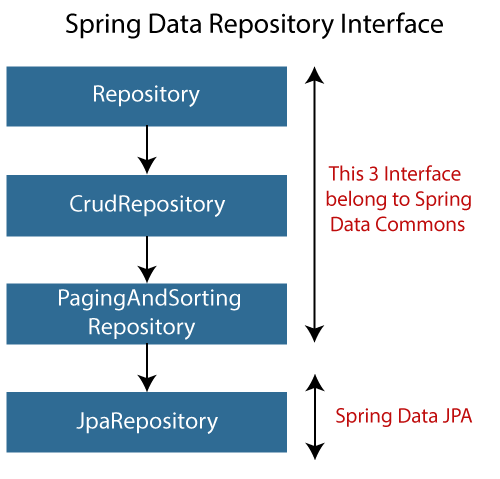 Spring Data Repository Interface
Repository
CrudRepository
PagingAndSorting
Repository
JpaRepository
This 3 Interface
belong to Spring
Data Commons
Spring Data JPA